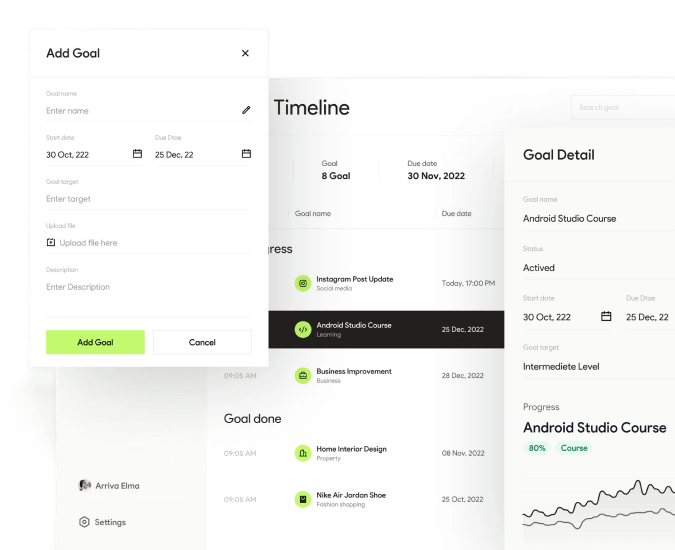 Add Goal
Goal name
Enter name
Start date
Due Dtae
30 Oct, 222
25 Dec, 22
Goal target
Enter target
Upload file
Upload file here
Description
Enter Description
Add Goal
Cancel
Timeline
Search goal
Goal
8 Goal
Due date
30 Nov, 2022
Goal name
Due date
ress
Instagram Post Update
Social media
Today, 17:00 PM
Android Studio Course
Learning
25 Dec, 2022
09:05 AM
Business Improvement
Business
28 Dec, 2022
Goal done
09:05 AM
Home Interior Design
Property
08 Nov, 2022
09:05 AM
Nike Air Jordan Shoe
Fashion shopping
25 Oct, 2022
Arriva Elma
Settings
Goal Detail
Goal name
Android Studio Course
Status
Actived
Start date
Due Dtae
30 Oct, 222
25 Dec, 22
Goal target
Intermediete Level
Progress
Android Studio Course
80%
Course